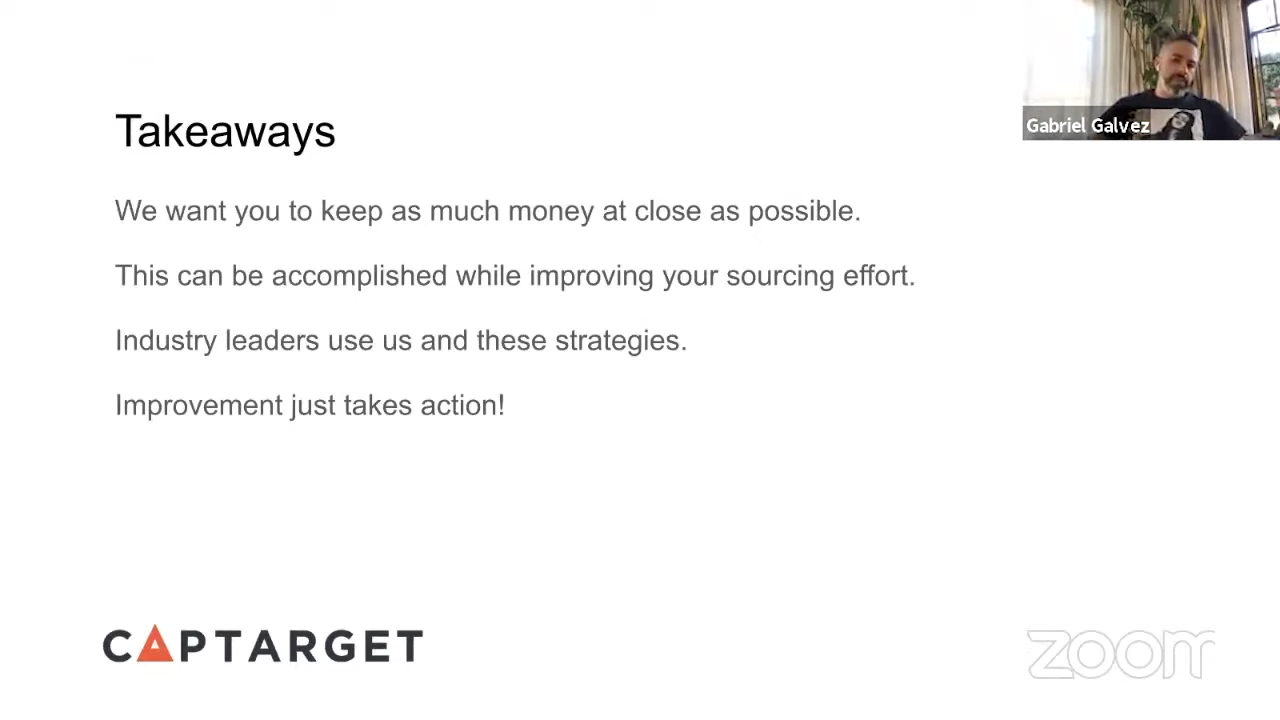 Gabriel Galvez
Takeaways
We want you to keep as much money at close as possible.
This can be accomplished while improving your sourcing effort.
Industry leaders use us and these strategies.
Improvement just takes action!
CAPTARGET
zoom